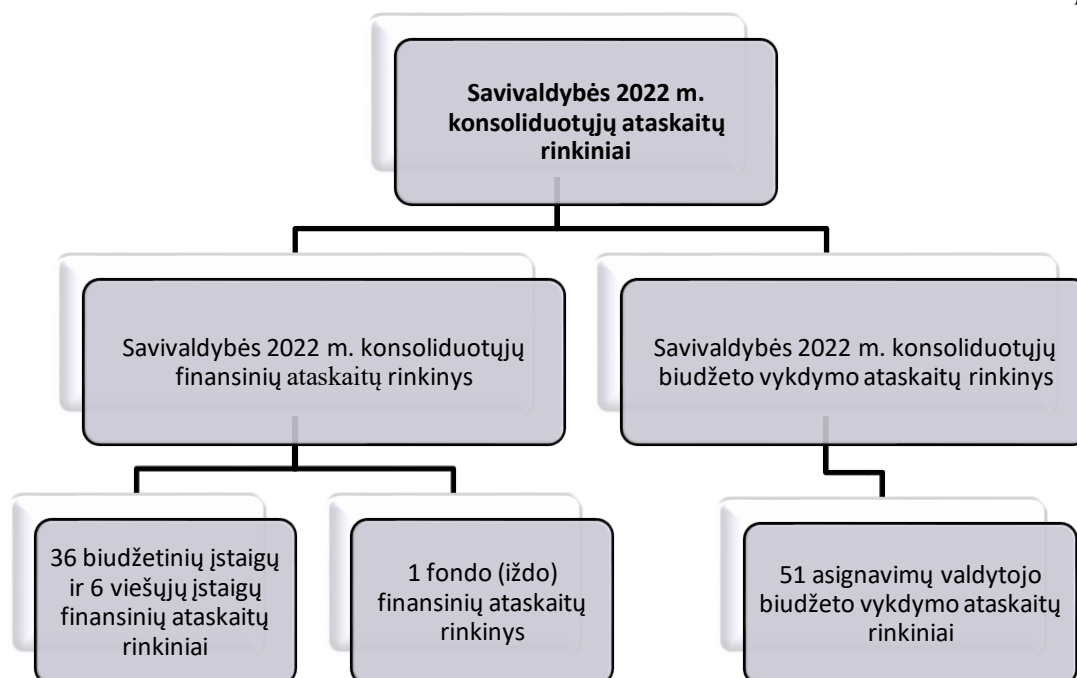 Savivaldybės 2022 m.
konsoliduotųjų ataskaitų
rinkiniai
Savivaldybės 2022 m. konsoliduotųjų
finansinių ataskaitų rinkinys
Savivaldybės 2022 m. konsoliduotųjų
biudžeto vykdymo ataskaitų rinkinys
36 biudžetinių įstaigų
ir 6 viešųjų įstaigų
finansinių ataskaitų
rinkiniai
1 fondo (iždo)
finansinių ataskaitų
rinkinys
51 asignavimų valdytojo
biudžeto vykdymo ataskaitų
rinkiniai